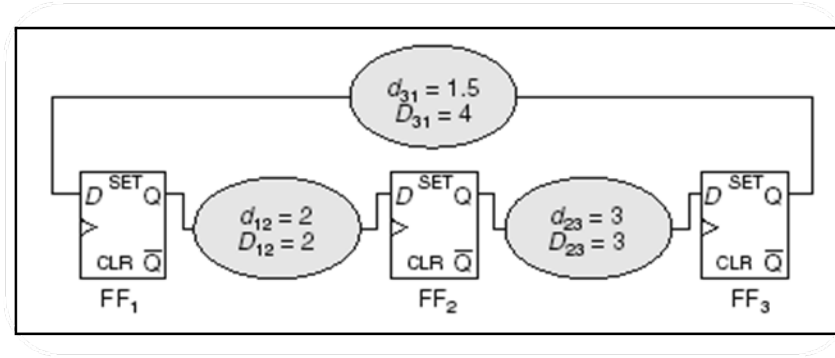 d₃₁ = 1.5
D₃₁ = 4
D SET Q
CLR Q̅
FF₁
d₁₂ = 2
D₁₂ = 2
D SET Q
CLR Q̅
FF₂
d₂₃ = 3
D₂₃ = 3
D SET Q
CLR Q̅
FF₃